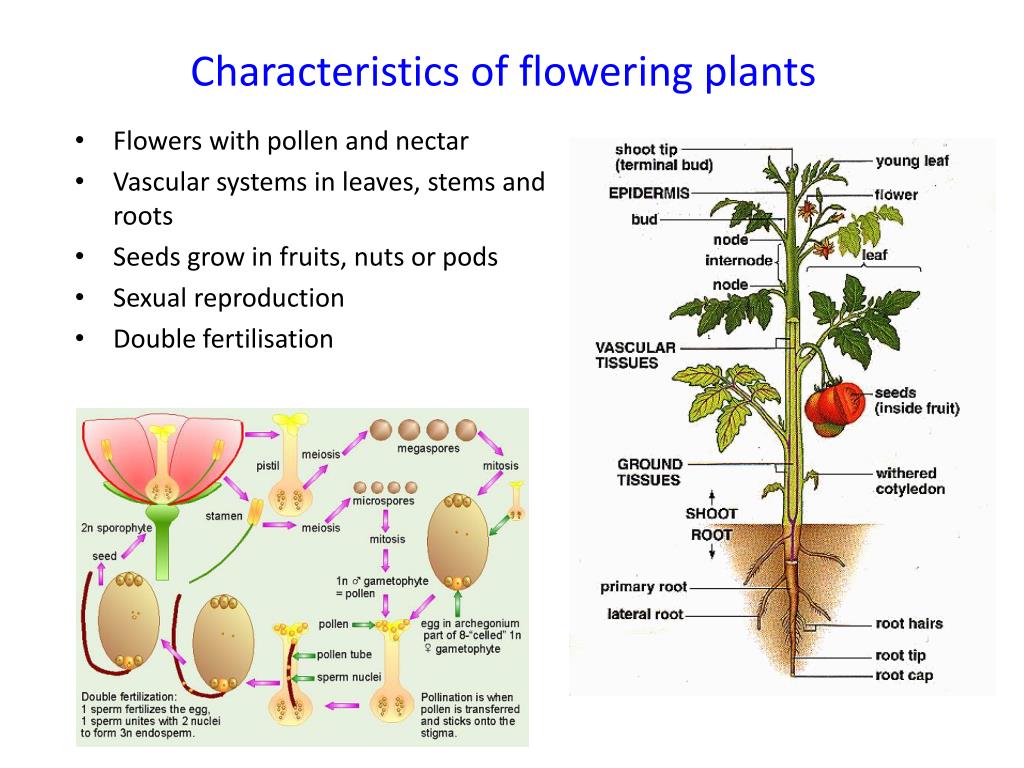 Characteristics of flowering plants
• Flowers with pollen and nectar
• Vascular systems in leaves, stems and
roots
• Seeds grow in fruits, nuts or pods
• Sexual reproduction
• Double fertilisation
pistil
meiosis
megaspores
mitosis
microspores
stamen
meiosis
mitosis
2n sporophyte
seed
1n ♂ gametophyte
= pollen
pollen
egg in archegonium
part of 8-“celled” 1n
♀ gametophyte
pollen tube
sperm nuclei
Double fertilization:
1 sperm fertilizes the egg,
1 sperm unites with 2 nuclei
to form 3n endosperm.
Pollination is when
pollen is transferred
and sticks onto the
stigma.
shoot tip
(terminal bud)
young leaf
EPIDERMIS
flower
bud
node
internode
leaf
node
VASCULAR
TISSUES
seeds
(inside fruit)
GROUND
TISSUES
withered
cotyledon
SHOOT
ROOT
primary root
lateral root
root hairs
root tip
root cap